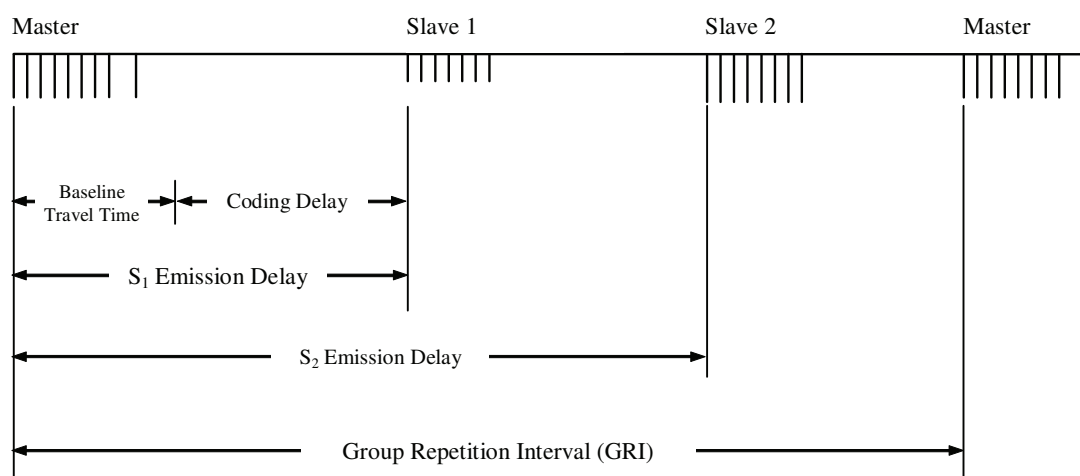 Master Slave 1 Slave 2 Master
Baseline
Travel Time
Coding Delay
S₁ Emission Delay
S₂ Emission Delay
Group Repetition Interval (GRI)